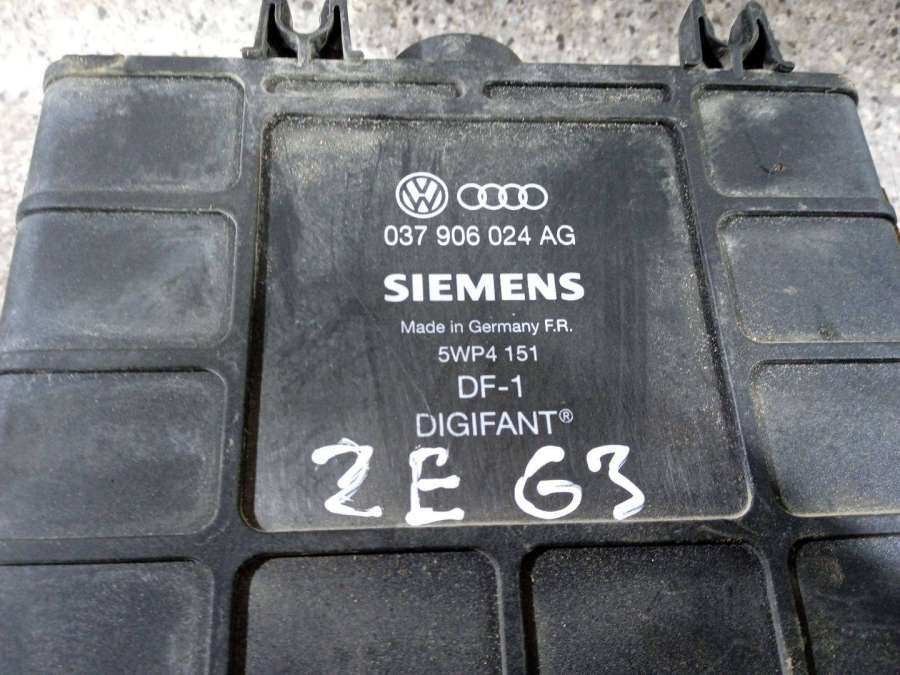 037 906 024 AG
SIEMENS
Made in Germany F.R.
5WP4 151
DF-1
DIGIFANT®
2E G3